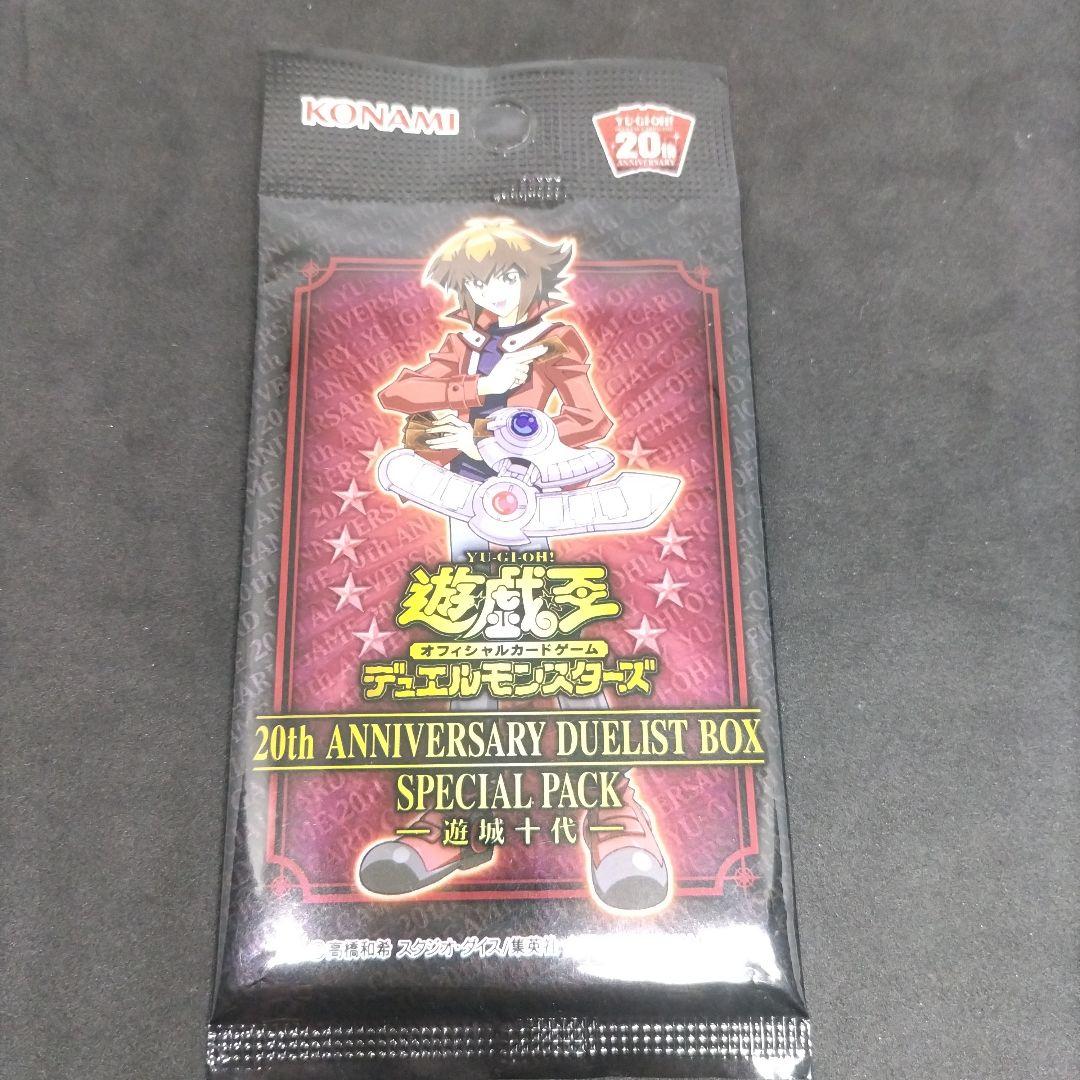 KONAMI
YU-GI-OH!
20th
ANNIVERSARY
YU-GI-OH!
遊戯王
オフィシャルカードゲーム
デュエルモンスターズ
20th ANNIVERSARY DUELIST BOX
SPECIAL PACK
─ 遊城十代 ─
高橋和希 スタジオ・ダイス/集英社